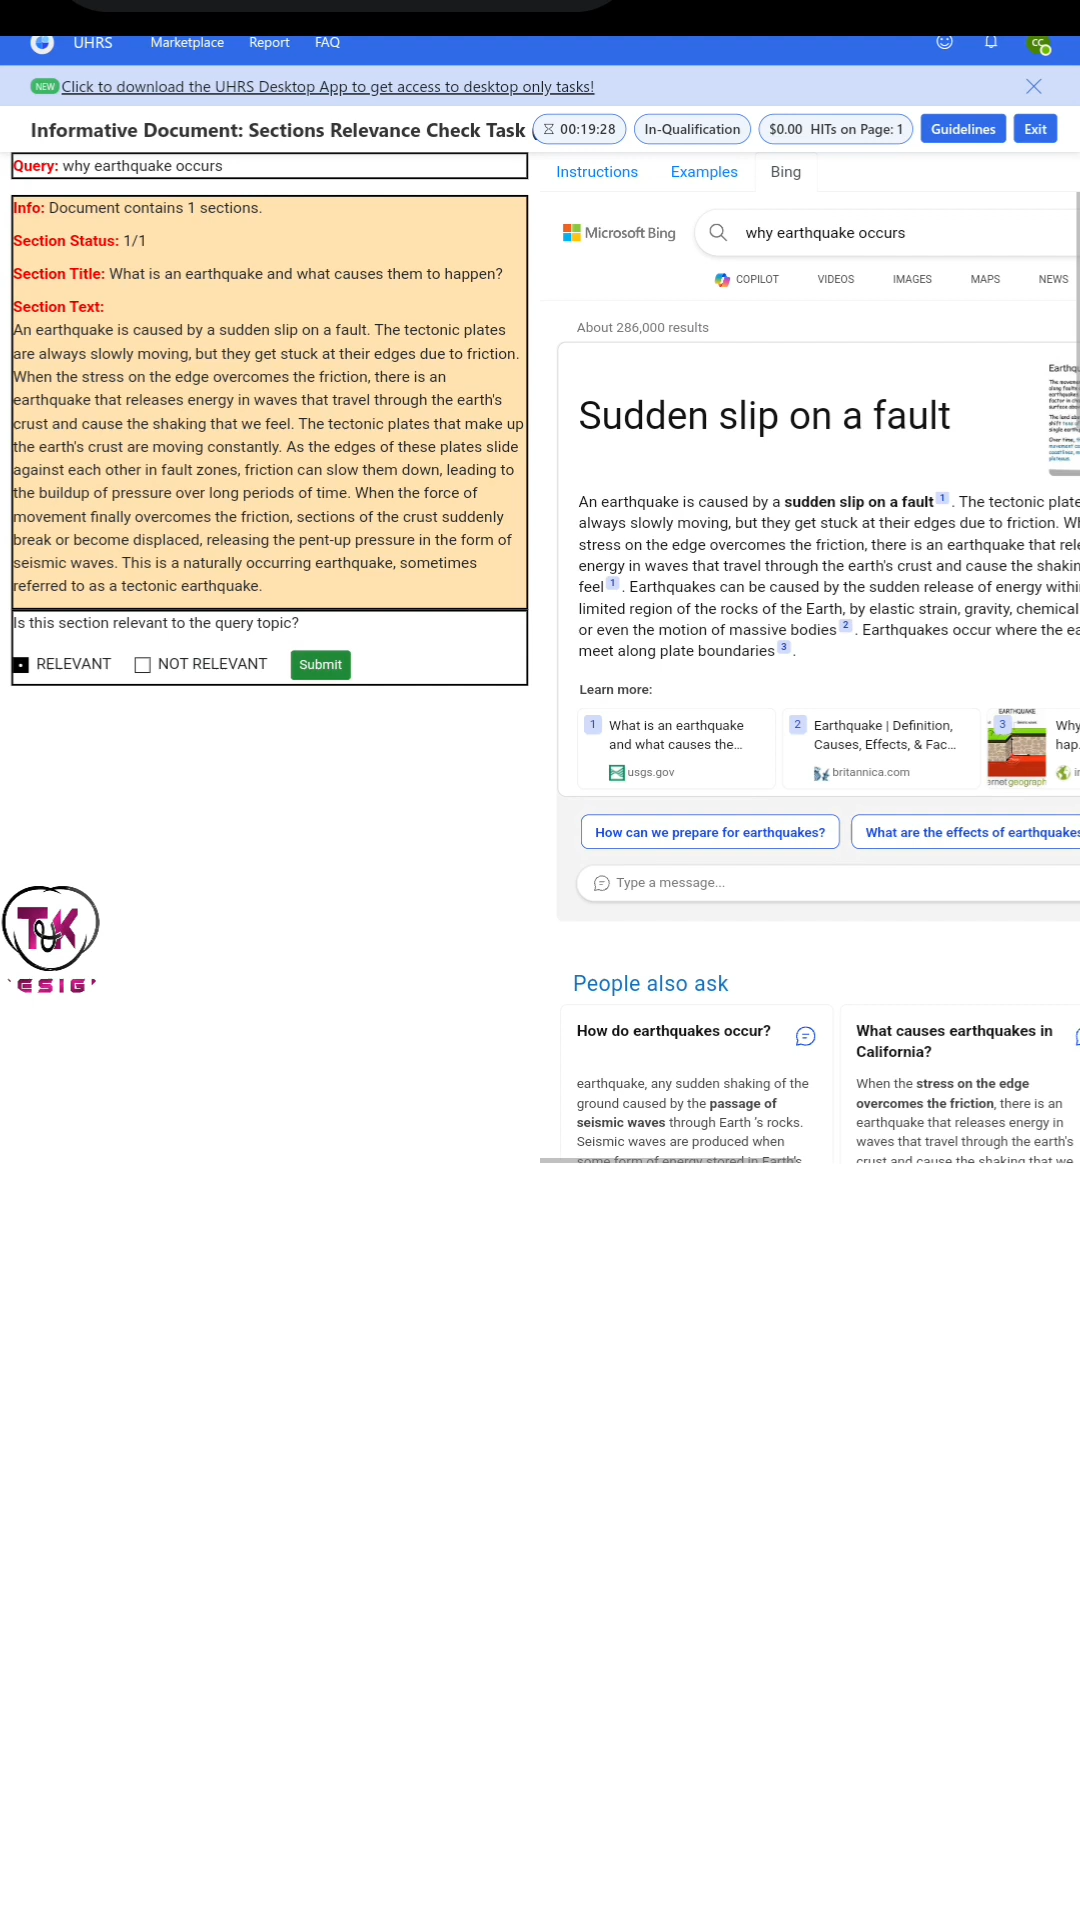 UHRS Marketplace Report FAQ CC
NEW Click to download the UHRS Desktop App to get access to desktop only tasks!
Informative Document: Sections Relevance Check Task 00:19:28 In-Qualification $0.00 HITs on Page: 1 Guidelines Exit
Query: why earthquake occurs
Info: Document contains 1 sections.
Section Status: 1/1
Section Title: What is an earthquake and what causes them to happen?
Section Text:
An earthquake is caused by a sudden slip on a fault. The tectonic plates
are always slowly moving, but they get stuck at their edges due to friction.
When the stress on the edge overcomes the friction, there is an
earthquake that releases energy in waves that travel through the earth's
crust and cause the shaking that we feel. The tectonic plates that make up
the earth's crust are moving constantly. As the edges of these plates slide
against each other in fault zones, friction can slow them down, leading to
the buildup of pressure over long periods of time. When the force of
movement finally overcomes the friction, sections of the crust suddenly
break or become displaced, releasing the pent-up pressure in the form of
seismic waves. This is a naturally occurring earthquake, sometimes
referred to as a tectonic earthquake.
Is this section relevant to the query topic?
RELEVANT NOT RELEVANT Submit
Instructions Examples Bing
Microsoft Bing why earthquake occurs
COPILOT VIDEOS IMAGES MAPS NEWS
About 286,000 results
Sudden slip on a fault
An earthquake is caused by a sudden slip on a fault 1 . The tectonic plate
always slowly moving, but they get stuck at their edges due to friction. Wh
stress on the edge overcomes the friction, there is an earthquake that rele
energy in waves that travel through the earth's crust and cause the shakin
feel 1 . Earthquakes can be caused by the sudden release of energy withi
limited region of the rocks of the Earth, by elastic strain, gravity, chemical
or even the motion of massive bodies 2 . Earthquakes occur where the ea
meet along plate boundaries 3 .
Learn more:
1 What is an earthquake
and what causes the...
usgs.gov
2 Earthquake | Definition,
Causes, Effects, & Fac...
britannica.com
EARTHQUAKE
3 Why
hap.
How can we prepare for earthquakes? What are the effects of earthquakes
Type a message...
People also ask
How do earthquakes occur?
earthquake, any sudden shaking of the
ground caused by the passage of
seismic waves through Earth 's rocks.
Seismic waves are produced when
some form of energy stored in Earth's
What causes earthquakes in
California?
When the stress on the edge
overcomes the friction, there is an
earthquake that releases energy in
waves that travel through the earth's
crust and cause the shaking that we
TyK
ESIG